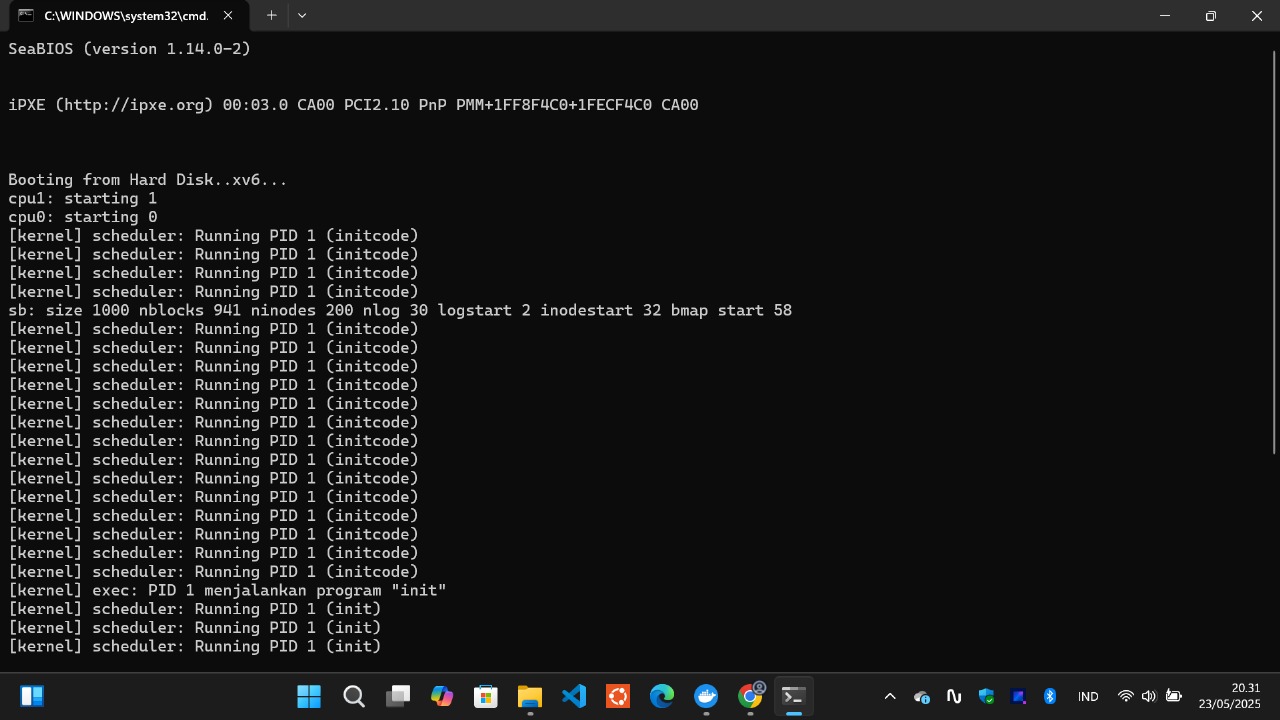 C:\WINDOWS\system32\cmd.
SeaBIOS (version 1.14.0-2)
iPXE (http://ipxe.org) 00:03.0 CA00 PCI2.10 PnP PMM+1FF8F4C0+1FECF4C0 CA00
Booting from Hard Disk..xv6...
cpu1: starting 1
cpu0: starting 0
[kernel] scheduler: Running PID 1 (initcode)
[kernel] scheduler: Running PID 1 (initcode)
[kernel] scheduler: Running PID 1 (initcode)
[kernel] scheduler: Running PID 1 (initcode)
sb: size 1000 nblocks 941 ninodes 200 nlog 30 logstart 2 inodestart 32 bmap start 58
[kernel] scheduler: Running PID 1 (initcode)
[kernel] scheduler: Running PID 1 (initcode)
[kernel] scheduler: Running PID 1 (initcode)
[kernel] scheduler: Running PID 1 (initcode)
[kernel] scheduler: Running PID 1 (initcode)
[kernel] scheduler: Running PID 1 (initcode)
[kernel] scheduler: Running PID 1 (initcode)
[kernel] scheduler: Running PID 1 (initcode)
[kernel] scheduler: Running PID 1 (initcode)
[kernel] scheduler: Running PID 1 (initcode)
[kernel] scheduler: Running PID 1 (initcode)
[kernel] scheduler: Running PID 1 (initcode)
[kernel] scheduler: Running PID 1 (initcode)
[kernel] scheduler: Running PID 1 (initcode)
[kernel] exec: PID 1 menjalankan program "init"
[kernel] scheduler: Running PID 1 (init)
[kernel] scheduler: Running PID 1 (init)
[kernel] scheduler: Running PID 1 (init)
IND
20.31
23/05/2025